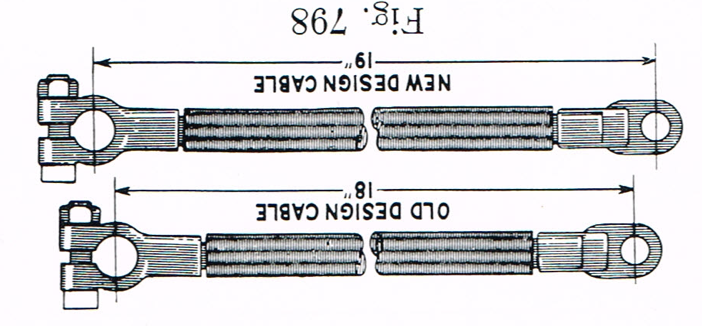 OLD DESIGN CABLE
18"
NEW DESIGN CABLE
19"
Fig. 798